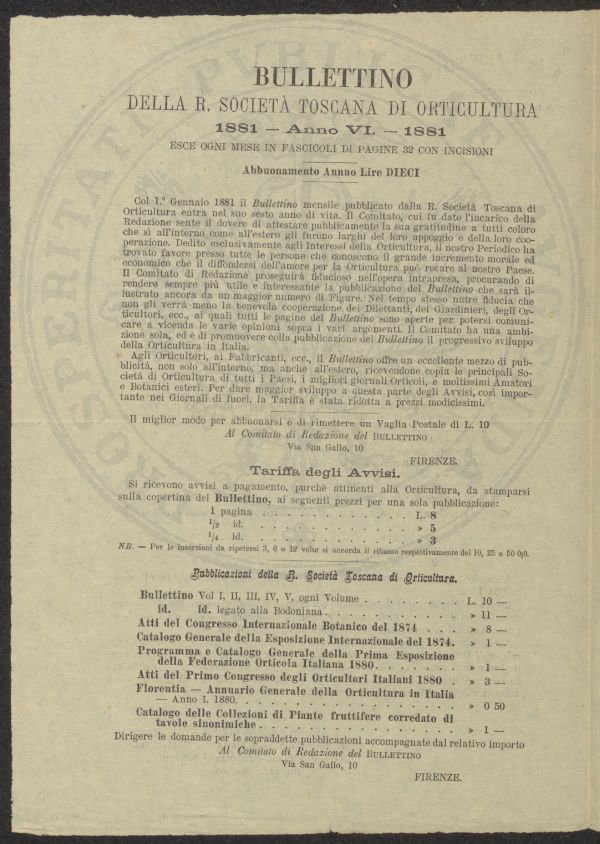 BULLETTINO
DELLA R. SOCIETÀ TOSCANA DI ORTICULTURA
1881 — Anno VI. — 1881
ESCE OGNI MESE IN FASCICOLI DI PAGINE 32 CON INCISIONI
Abbuonamento Annuo Lire DIECI
Col 1.º Gennaio 1881 il Bullettino mensile pubblicato dalla R. Società Toscana di
Orticultura entra nel suo sesto anno di vita. Il Comitato, cui fu dato l'incarico della
Redazione sente il dovere di attestare pubblicamente la sua gratitudine a tutti coloro
che sì all'interno come all'estero gli furono larghi del loro appoggio e della loro coo-
perazione. Dedito esclusivamente agli Interessi della Orticultura, il nostro Periodico ha
trovato favore presso tutte le persone che conoscono il grande incremento morale ed
economico che il diffondersi dell'amore per la Orticultura può recare al nostro Paese.
Il Comitato di Redazione proseguirà fiducioso nell'opera intrapresa, procurando di
rendere sempre più utile e interessante la pubblicazione del Bullettino che sarà il-
lustrato ancora da un maggior numero di Figure. Nel tempo stesso nutre fiducia che
non gli verrà meno la benevola cooperazione dei Dilettanti, dei Giardinieri, degli Or-
ticultori, ecc., ai quali tutti le pagine del Bullettino sono aperte per potersi comuni-
care a vicenda le varie opinioni sopra i vari argomenti. Il Comitato ha una ambi-
zione sola, ed è di promuovere colla pubblicazione del Bullettino il progressivo sviluppo
della Orticultura in Italia.
Agli Orticultori, ai Fabbricanti, ecc., il Bullettino offre un eccellente mezzo di pub-
blicità, non solo all'interno, ma anche all'estero, ricevendone copia le principali So-
cietà di Orticultura di tutti i Paesi, i migliori giornali Orticoli, e moltissimi Amatori
e Botanici esteri. Per dare maggior sviluppo a questa parte degli Avvisi, così impor-
tante nei Giornali di fuori, la Tariffa è stata ridotta a prezzi modicissimi.
Il miglior modo per abbuonarsi è di rimettere un Vaglia Postale di L. 10
Al Comitato di Redazione del BULLETTINO
Via San Gallo, 10
FIRENZE.
Tariffa degli Avvisi.
Si ricevono avvisi a pagamento, purchè attinenti alla Orticultura, da stamparsi
sulla copertina del Bullettino, ai seguenti prezzi per una sola pubblicazione:
1 pagina . . . . . . . . . . . . L. 8
1/2 id. . . . . . . . . . . . . » 5
1/4 id. . . . . . . . . . . . . » 3
NB. — Per le inserzioni da ripetersi 3, 6 o 12 volte si accorda il ribasso respettivamente del 10, 25 o 50 0|0.
Pubblicazioni della R. Società Toscana di Orticultura.
Bullettino Vol I, II, III, IV, V, ogni Volume . . . . . . . . L. 10 —
id. id. legato alla Bodoniana . . . . . . . . . . . » 11 —
Atti del Congresso Internazionale Botanico del 1874 . . . » 8 —
Catalogo Generale della Esposizione Internazionale del 1874. » 1 —
Programma e Catalogo Generale della Prima Esposizione
della Federazione Orticola Italiana 1880. . . . . . . » 1 —
Atti del Primo Congresso degli Orticultori Italiani 1880 . » 3 —
Florentia — Annuario Generale della Orticultura in Italia
— Anno I. 1880. . . . . . . . . . . . . . . . . » 0 50
Catalogo delle Collezioni di Piante fruttifere corredato di
tavole sinonimiche . . . . . . . . . . . . . . . » 1 —
Dirigere le domande per le sopraddette pubblicazioni accompagnate dal relativo importo
Al Comitato di Redazione del BULLETTINO
Via San Gallo, 10
FIRENZE.